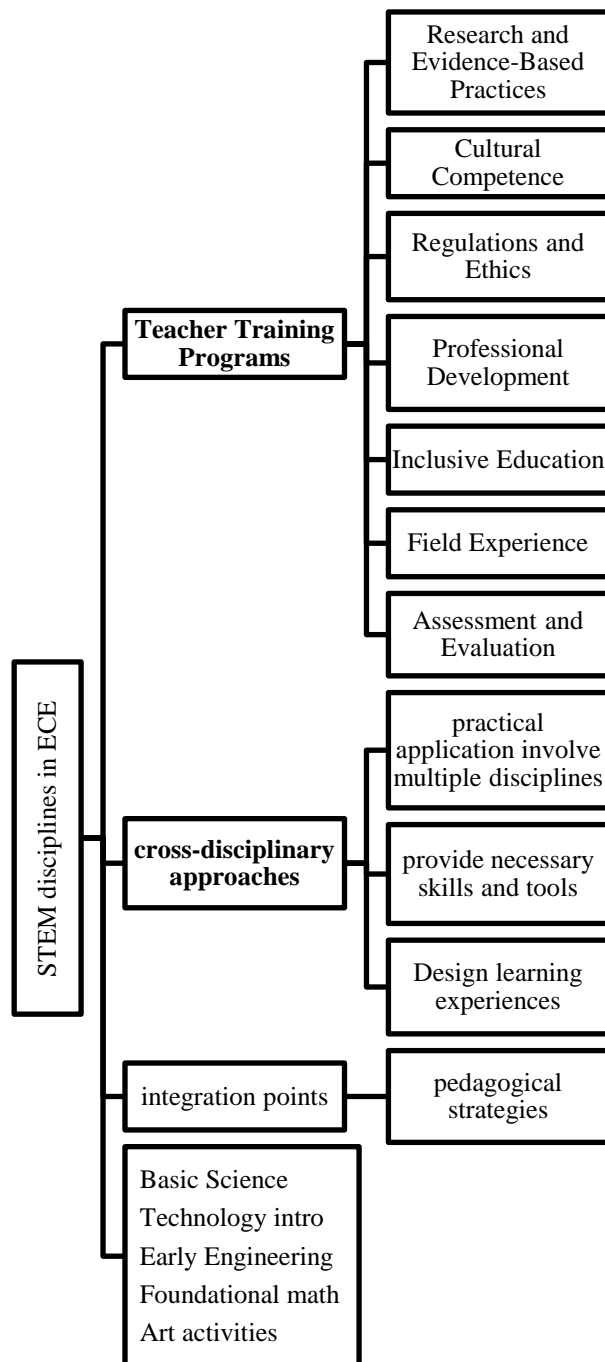 STEM disciplines in ECE
Teacher Training
Programs
Research and
Evidence-Based
Practices
Cultural
Competence
Regulations and
Ethics
Professional
Development
Inclusive Education
Field Experience
Assessment and
Evaluation
cross-disciplinary
approaches
practical
application involve
multiple disciplines
provide necessary
skills and tools
Design learning
experiences
integration points
pedagogical
strategies
Basic Science
Technology intro
Early Engineering
Foundational math
Art activities